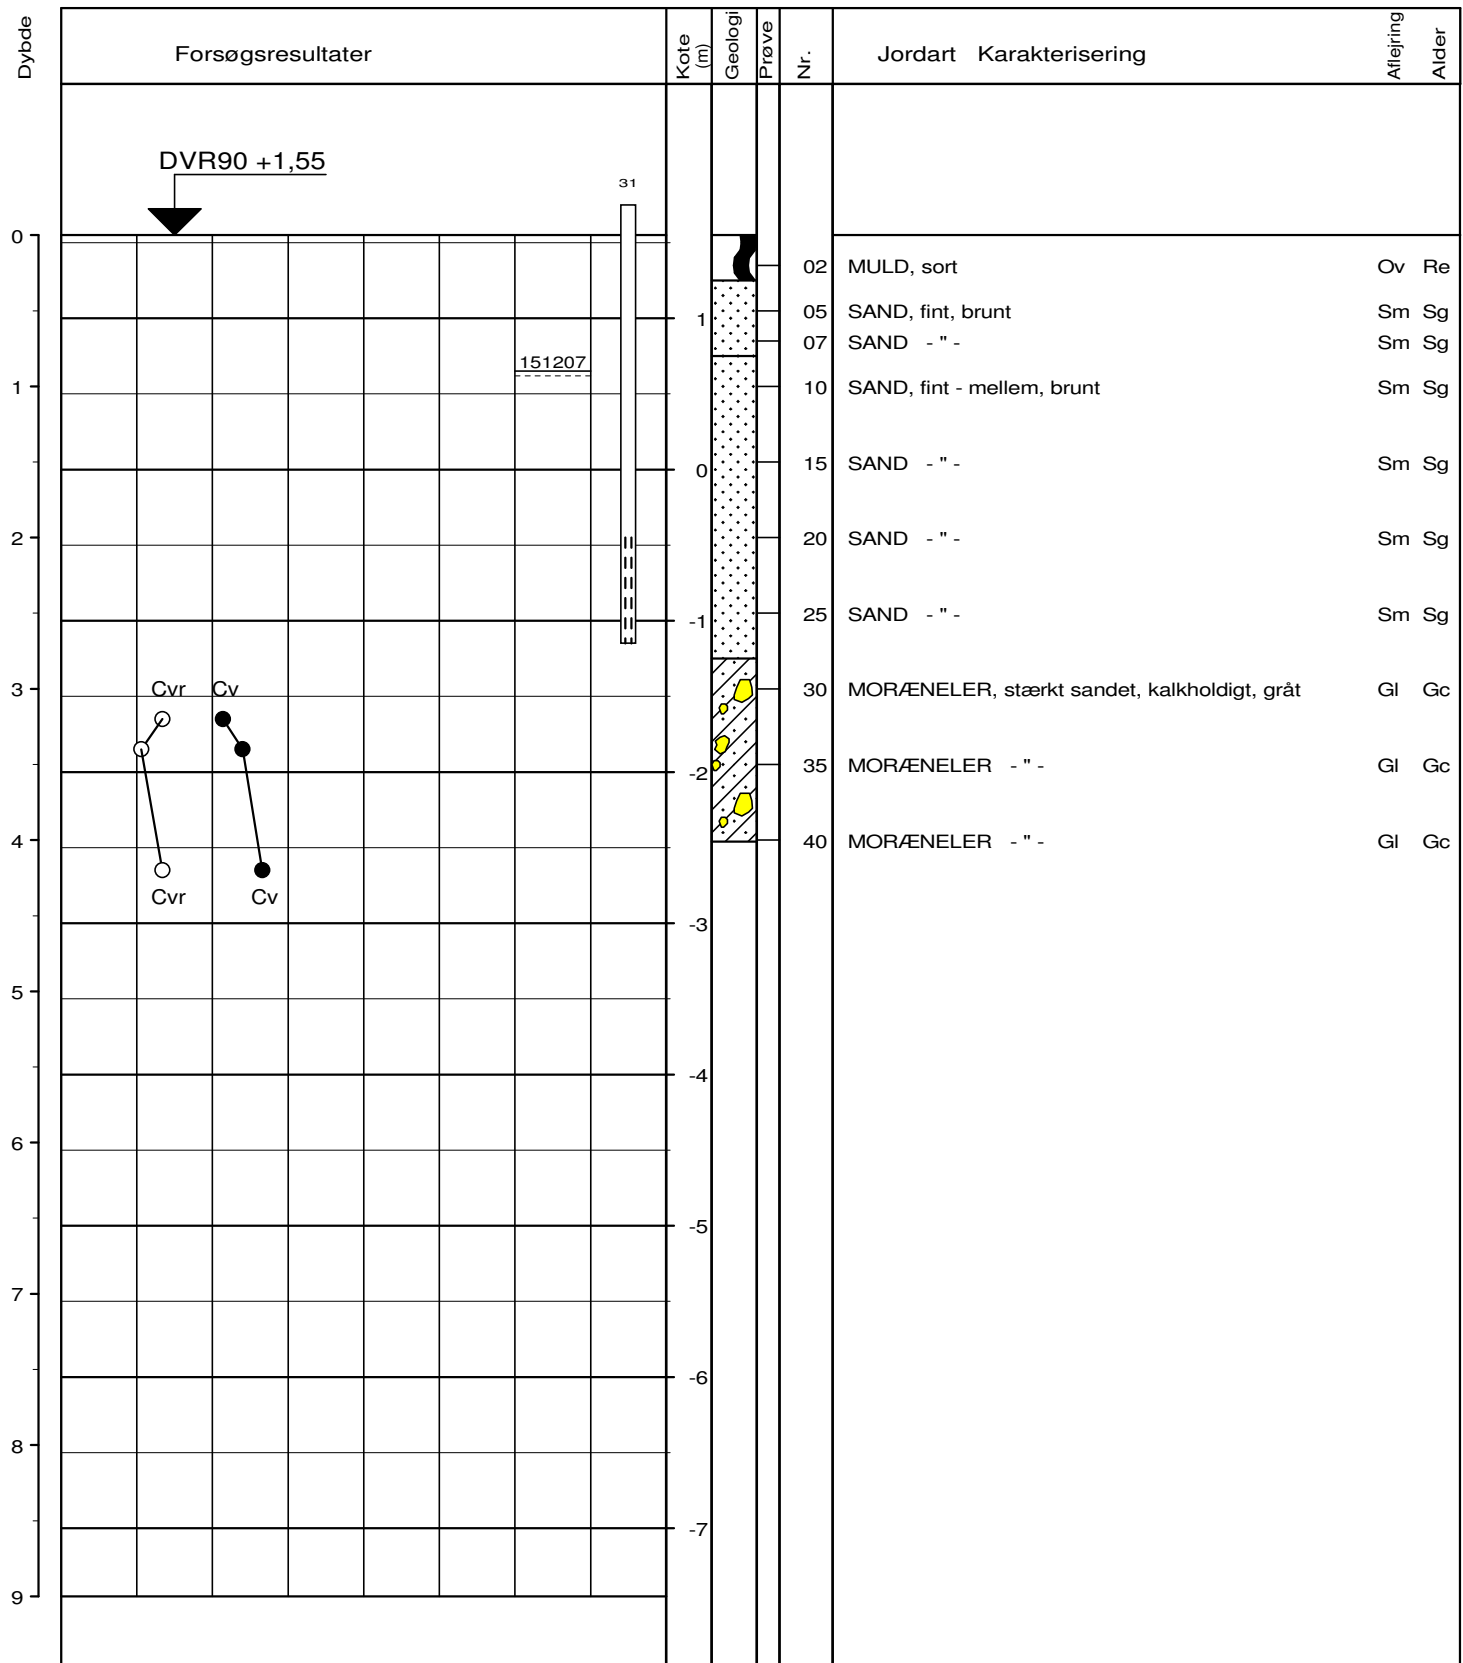 Dybde Forsøgsresultater Kote (m) Geologi Prøve Nr. Jordart Karakterisering Aflejring Alder
DVR90 +1,55
31
0
02 MULD, sort Ov Re
1 05 SAND, fint, brunt Sm Sg
07 SAND - " - Sm Sg
151207
1 10 SAND, fint - mellem, brunt Sm Sg
0 15 SAND - " - Sm Sg
2 20 SAND - " - Sm Sg
-1 25 SAND - " - Sm Sg
3 Cvr Cv 30 MORÆNELER, stærkt sandet, kalkholdigt, gråt Gl Gc
-2 35 MORÆNELER - " - Gl Gc
4 40 MORÆNELER - " - Gl Gc
Cvr Cv
-3
5
-4
6
-5
7
-6
8
-7
9